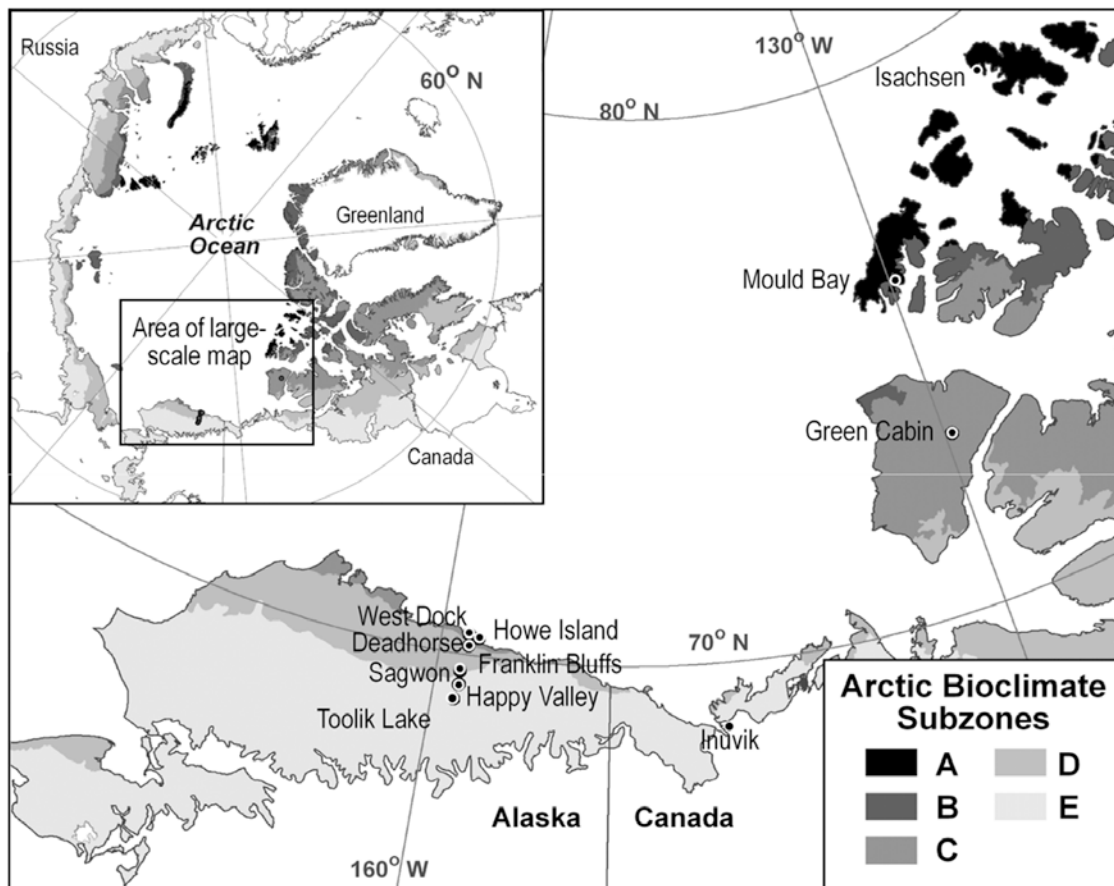 Russia
60° N
Arctic
Ocean
Greenland
Area of large-
scale map
Canada
130° W
80° N
Isachsen
Mould Bay
Green Cabin
West Dock
Howe Island
Deadhorse
70° N
Sagwon
Franklin Bluffs
Happy Valley
Toolik Lake
Inuvik
Alaska
Canada
160° W
Arctic Bioclimate
Subzones
A D
B E
C